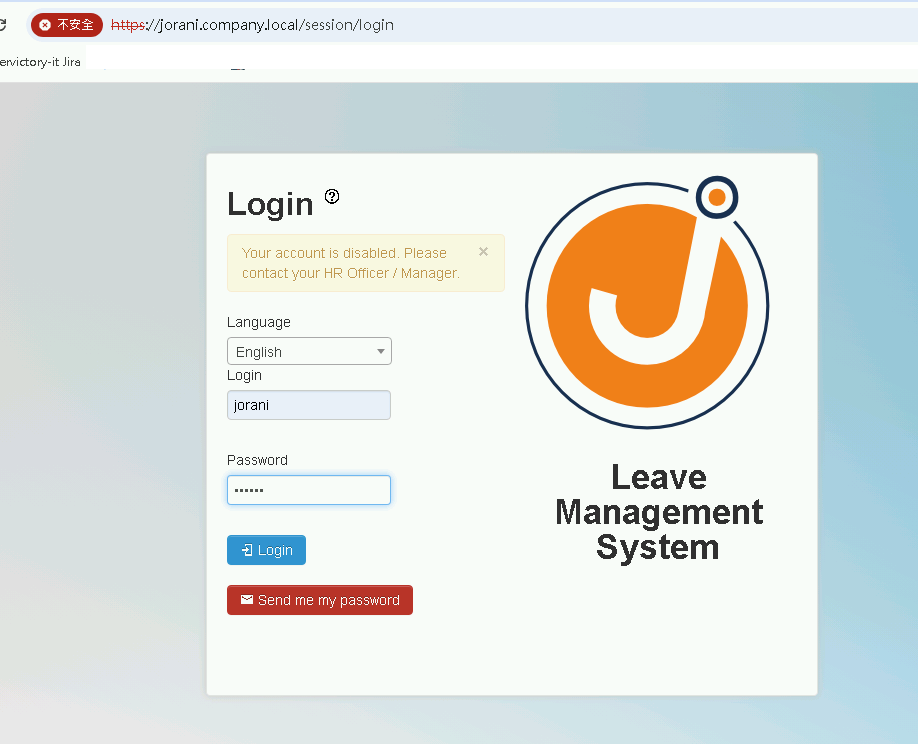 不安全 https://jorani.company.local/session/login
ervictory-it Jira
Login
Your account is disabled. Please
contact your HR Officer / Manager.
Language
English
Login
jorani
Password
Login
Send me my password
Leave
Management
System